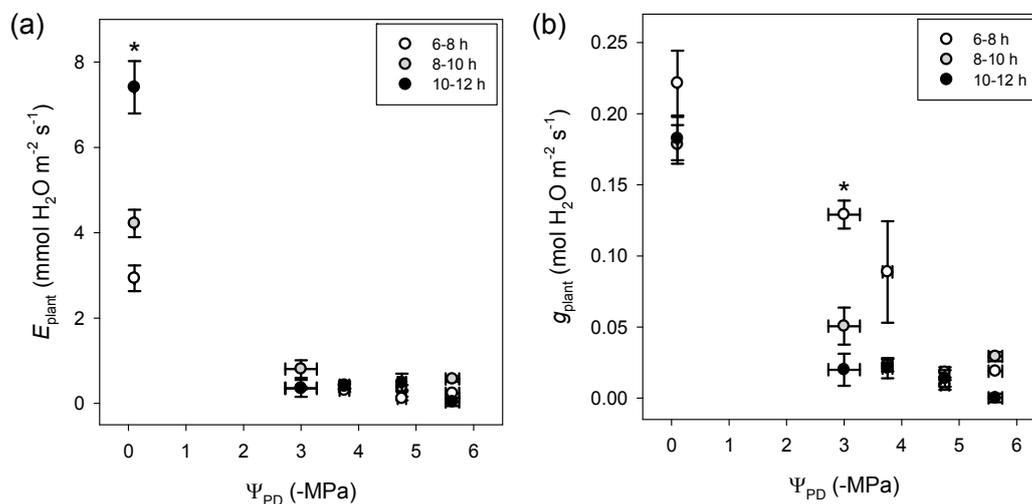 (a)
*
6-8 h
8-10 h
10-12 h
E_plant (mmol H₂O m⁻² s⁻¹)
8
6
4
2
0
0 1 2 3 4 5 6
Ψ_PD (-MPa)
(b)
*
6-8 h
8-10 h
10-12 h
g_plant (mol H₂O m⁻² s⁻¹)
0.25
0.20
0.15
0.10
0.05
0.00
0 1 2 3 4 5 6
Ψ_PD (-MPa)